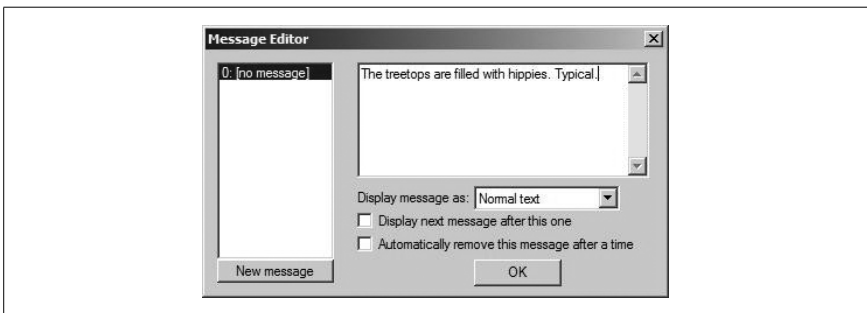 Message Editor
0: [no message]
The treetops are filled with hippies. Typical.
Display message as: Normal text
Display next message after this one
Automatically remove this message after a time
New message
OK